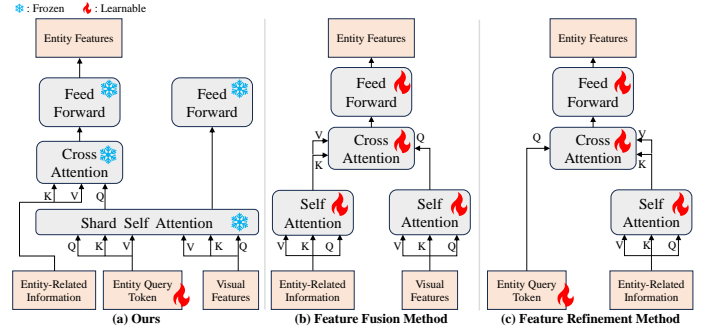 : Frozen : Learnable
Entity Features
Feed
Forward
Feed
Forward
Cross
Attention
K V Q
Shard Self Attention
Q K V V K Q
Entity-Related
Information
Entity Query
Token
Visual
Features
(a) Ours
Entity Features
Feed
Forward
V Q
Cross
Attention
K
Self
Attention
Self
Attention
V K Q V K Q
Entity-Related
Information
Visual
Features
(b) Feature Fusion Method
Entity Features
Feed
Forward
Q V
Cross
Attention
K
Self
Attention
V K Q
Entity Query
Token
Entity-Related
Information
(c) Feature Refinement Method